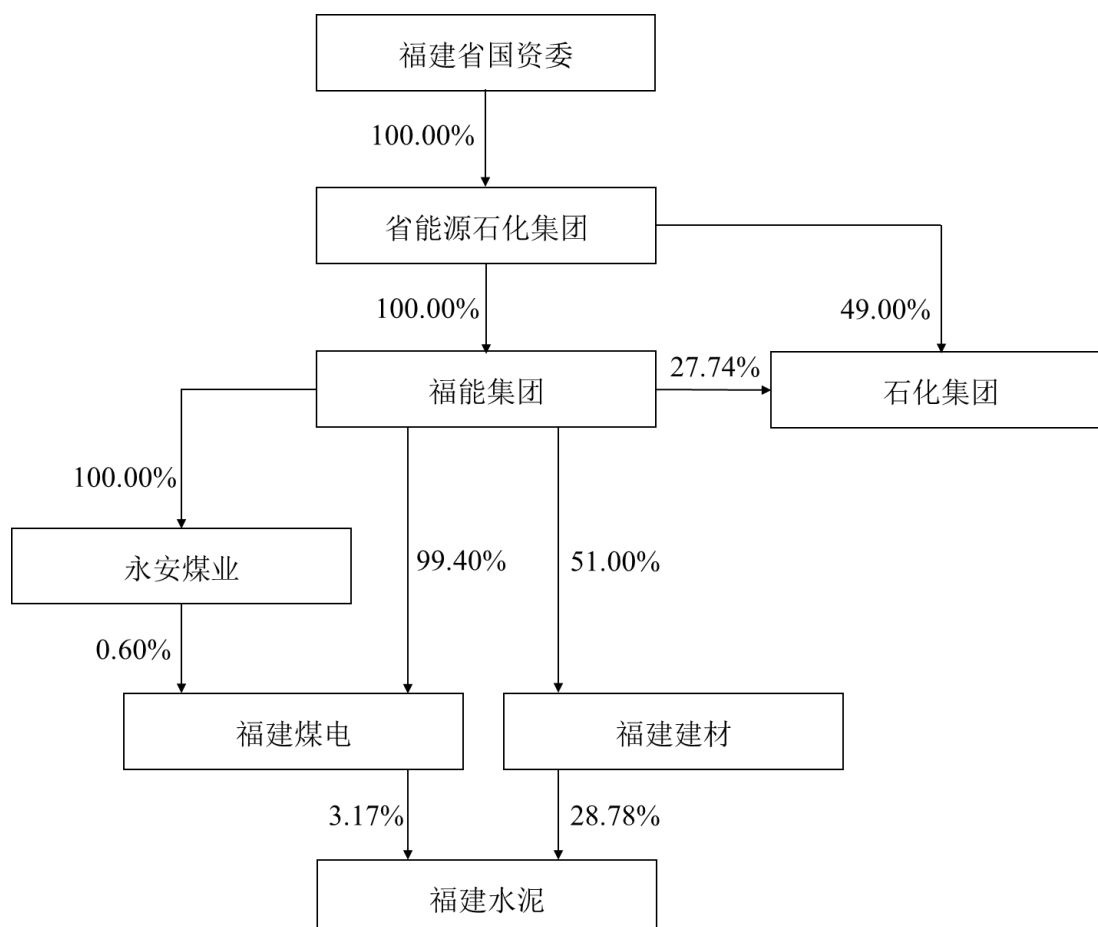 福建省国资委
100.00%
省能源石化集团
100.00%
49.00%
福能集团
27.74%
石化集团
100.00%
永安煤业
99.40%
51.00%
0.60%
福建煤电
福建建材
3.17%
28.78%
福建水泥